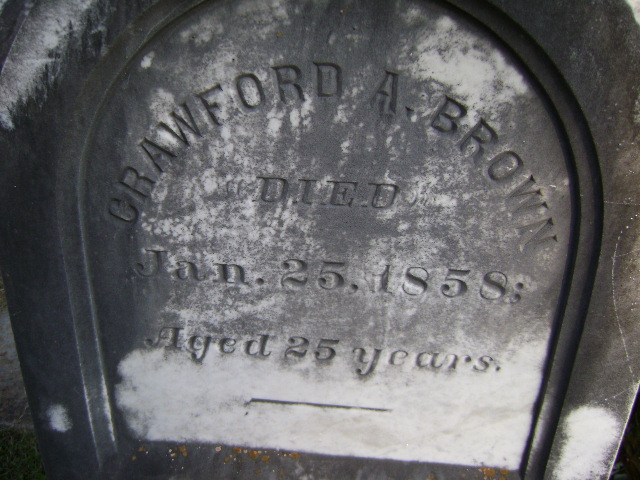 CRAWFORD A. BROWN
DIED
Jan. 25, 1858;
Aged 25 years.